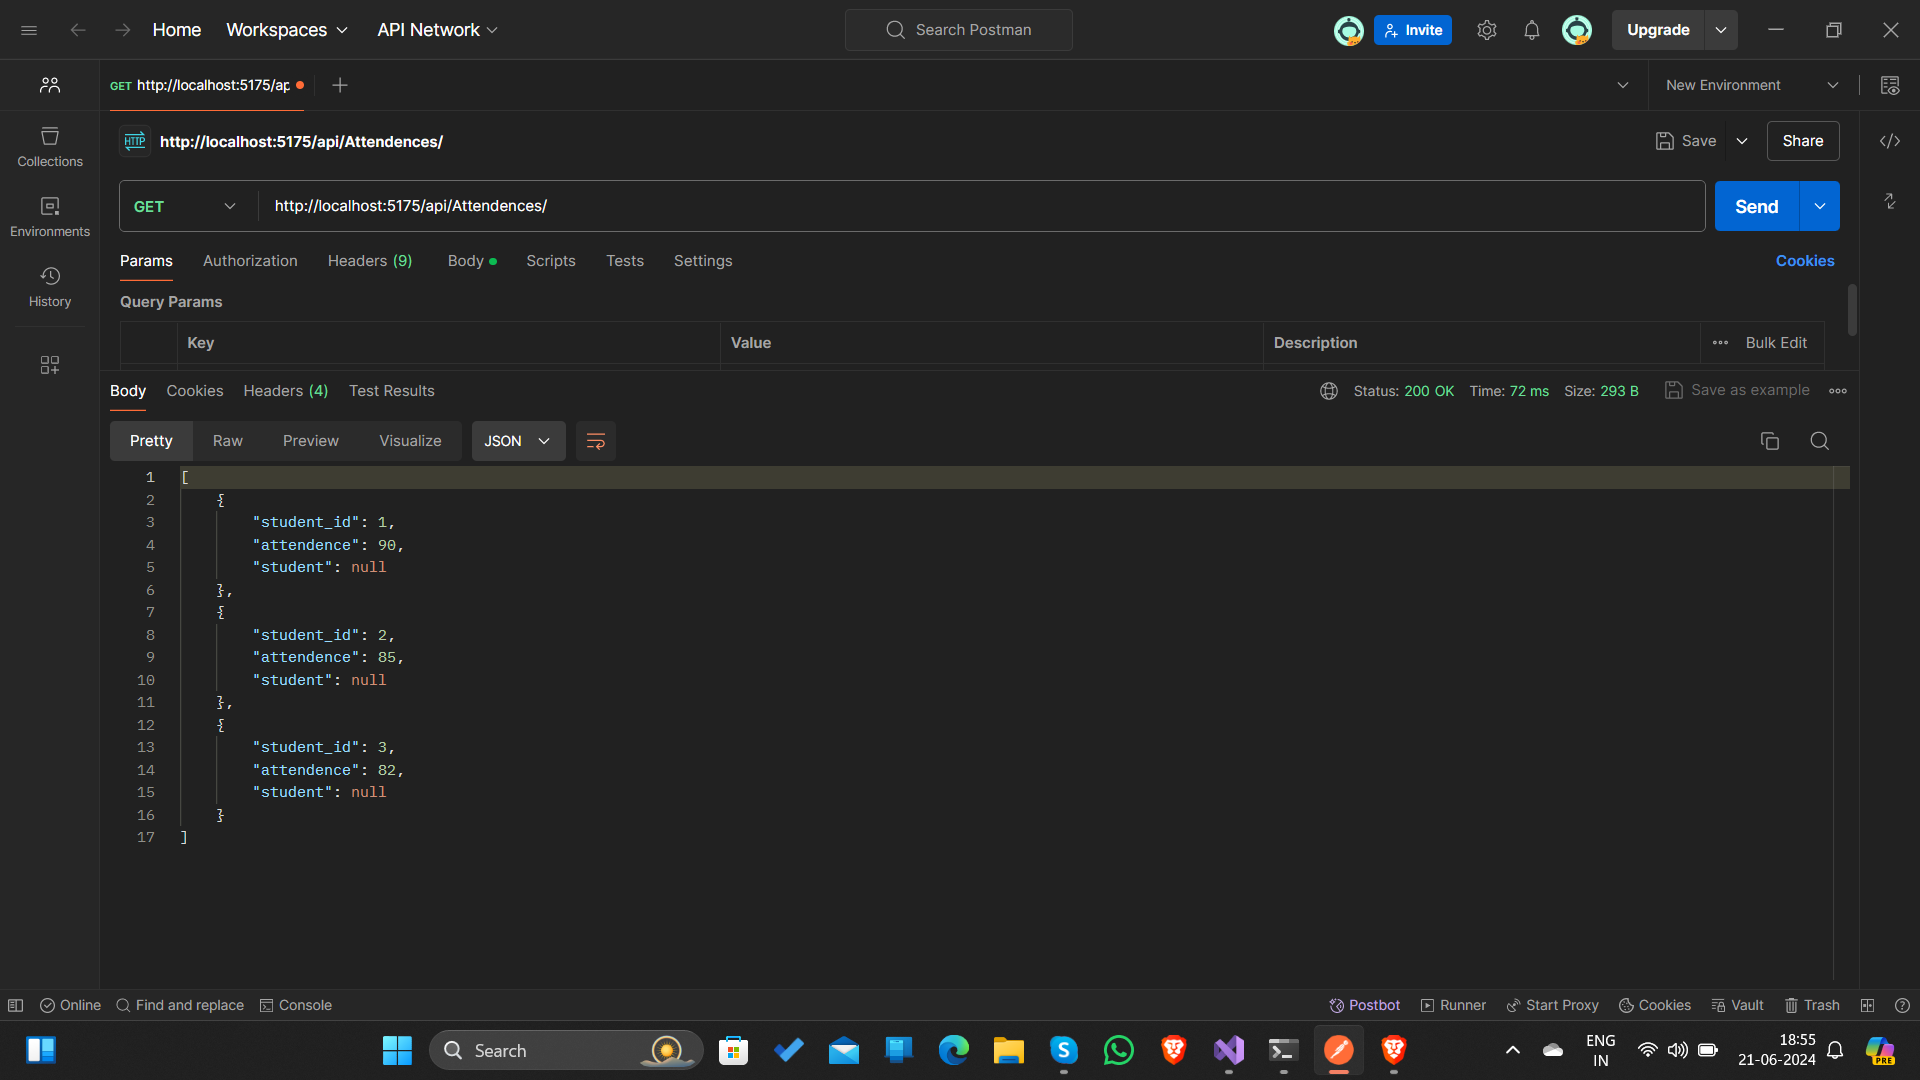 Home Workspaces API Network Search Postman Invite Upgrade
GET http://localhost:5175/ap New Environment
HTTP http://localhost:5175/api/Attendences/ Save Share
Collections
GET http://localhost:5175/api/Attendences/ Send
Environments
Params Authorization Headers (9) Body Scripts Tests Settings Cookies
History
Query Params
Key Value Description Bulk Edit
Body Cookies Headers (4) Test Results Status: 200 OK Time: 72 ms Size: 293 B Save as example
Pretty Raw Preview Visualize JSON
1 [
2 {
3 "student_id": 1,
4 "attendence": 90,
5 "student": null
6 },
7 {
8 "student_id": 2,
9 "attendence": 85,
10 "student": null
11 },
12 {
13 "student_id": 3,
14 "attendence": 82,
15 "student": null
16 }
17 ]
Online Find and replace Console Postbot Runner Start Proxy Cookies Vault Trash
Search ENG 18:55
IN 21-06-2024 PRE